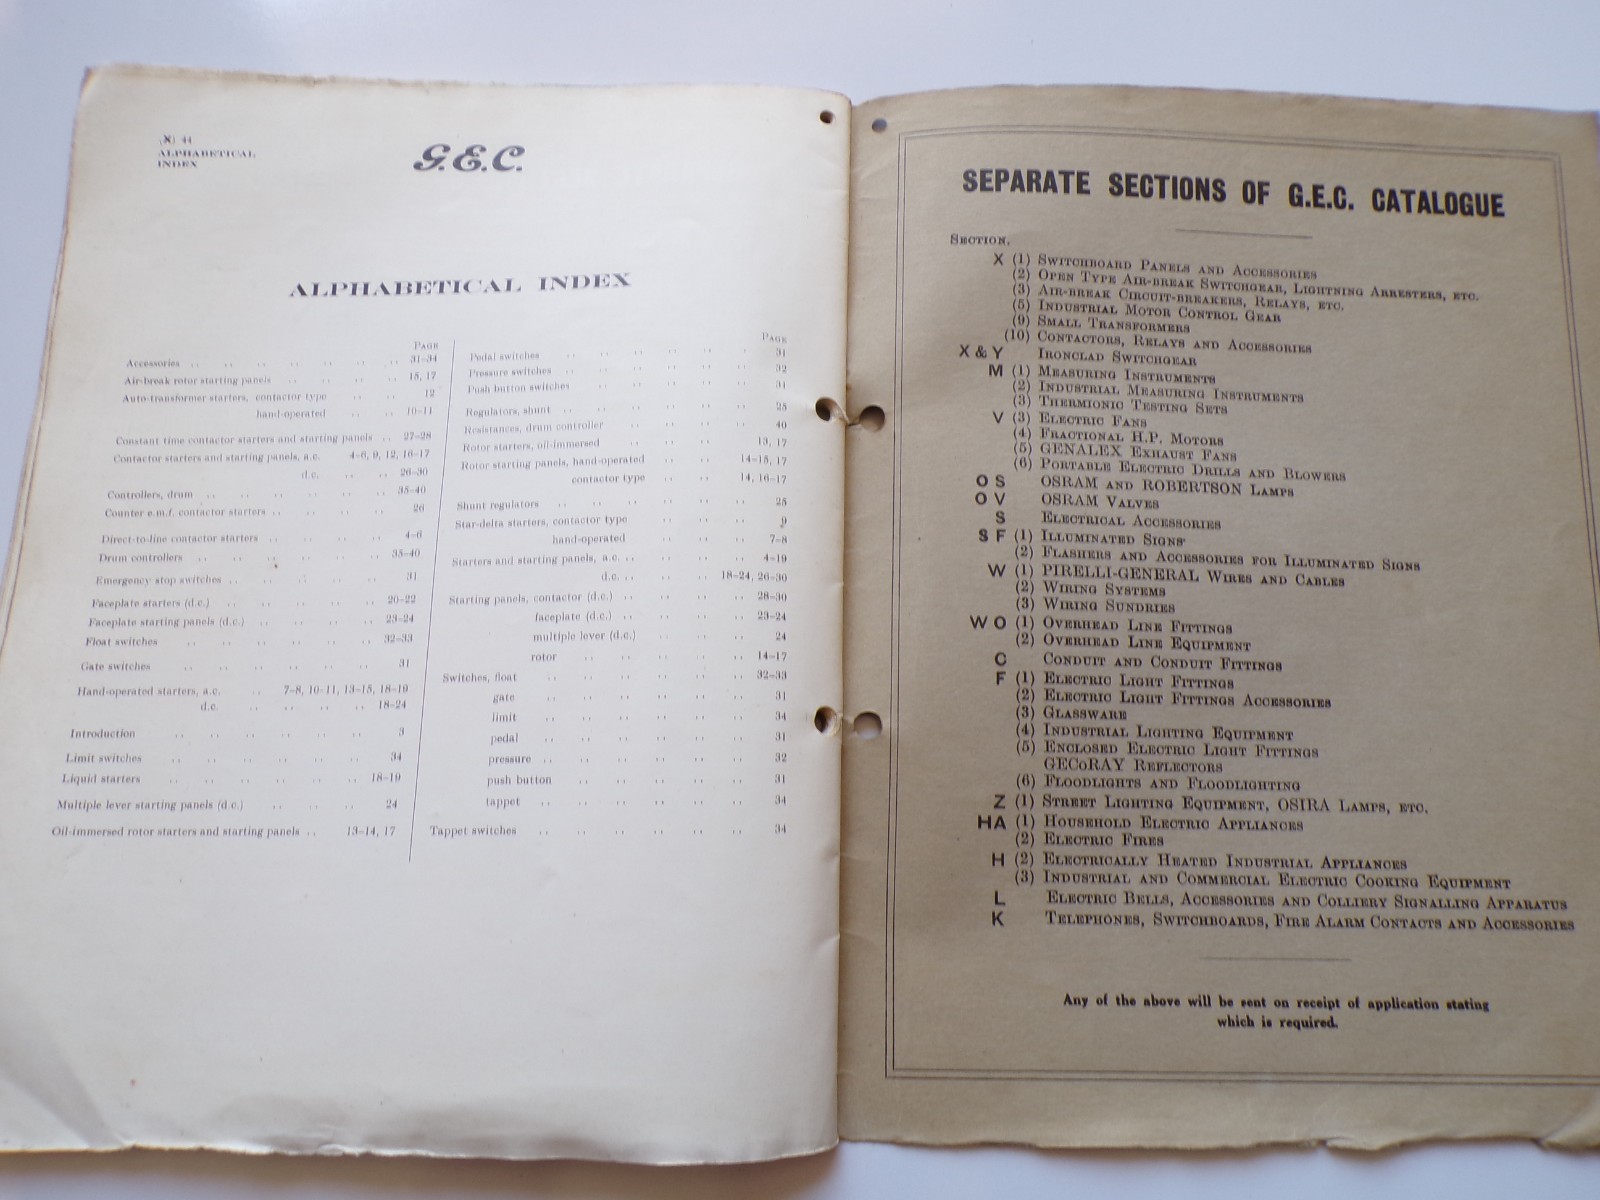 (X) 44
ALPHABETICAL
INDEX
G.E.C.
ALPHABETICAL INDEX
PAGE
Accessories .. .. .. .. .. .. .. 31-34
Air-break rotor starting panels .. .. .. .. 15, 17
Auto-transformer starters, contactor type .. .. 12
hand-operated .. .. 10-11
Constant time contactor starters and starting panels .. 27-28
Contactor starters and starting panels, a.c. 4-6, 9, 12, 16-17
d.c. .. .. 26-30
Controllers, drum .. .. .. .. .. .. 35-40
Counter e.m.f. contactor starters .. .. .. .. 26
Direct-to-line contactor starters .. .. .. .. 4-6
Drum controllers .. .. .. .. .. .. 35-40
Emergency stop switches .. .. .. .. .. 31
Faceplate starters (d.c.) .. .. .. .. .. 20-22
Faceplate starting panels (d.c.) .. .. .. .. 23-24
Float switches .. .. .. .. .. .. 32-33
Gate switches .. .. .. .. .. .. 31
Hand-operated starters, a.c. .. 7-8, 10-11, 13-15, 18-19
d.c. .. .. .. .. 18-24
Introduction .. .. .. .. .. .. 3
Limit switches .. .. .. .. .. .. 34
Liquid starters .. .. .. .. .. .. 18-19
Multiple lever starting panels (d.c.) .. .. .. 24
Oil-immersed rotor starters and starting panels .. 13-14, 17
PAGE
Pedal switches .. .. .. .. .. .. 31
Pressure switches .. .. .. .. .. .. 32
Push button switches .. .. .. .. .. 31
Regulators, shunt .. .. .. .. .. .. 25
Resistances, drum controller .. .. .. .. 40
Rotor starters, oil-immersed .. .. .. .. 13, 17
Rotor starting panels, hand-operated .. .. 14-15, 17
contactor type .. .. 14, 16-17
Shunt regulators .. .. .. .. .. .. 25
Star-delta starters, contactor type .. .. .. 9
hand-operated .. .. .. 7-8
Starters and starting panels, a.c. .. .. .. .. 4-19
d.c. .. .. .. 18-24, 26-30
Starting panels, contactor (d.c.) .. .. .. .. 28-30
faceplate (d.c.) .. .. .. .. 23-24
multiple lever (d.c.) .. .. .. 24
rotor .. .. .. .. .. 14-17
Switches, float .. .. .. .. .. .. 32-33
gate .. .. .. .. .. .. 31
limit .. .. .. .. .. .. 34
pedal .. .. .. .. .. .. 31
pressure .. .. .. .. .. .. 32
push button .. .. .. .. .. 31
tappet .. .. .. .. .. .. 34
Tappet switches .. .. .. .. .. .. 34
SEPARATE SECTIONS OF G.E.C. CATALOGUE
SECTION.
X (1) SWITCHBOARD PANELS AND ACCESSORIES
(2) OPEN TYPE AIR-BREAK SWITCHGEAR, LIGHTNING ARRESTERS, ETC.
(3) AIR-BREAK CIRCUIT-BREAKERS, RELAYS, ETC.
(5) INDUSTRIAL MOTOR CONTROL GEAR
(9) SMALL TRANSFORMERS
(10) CONTACTORS, RELAYS AND ACCESSORIES
X & Y IRONCLAD SWITCHGEAR
M (1) MEASURING INSTRUMENTS
(2) INDUSTRIAL MEASURING INSTRUMENTS
(3) THERMIONIC TESTING SETS
V (3) ELECTRIC FANS
(4) FRACTIONAL H.P. MOTORS
(5) GENALEX EXHAUST FANS
(6) PORTABLE ELECTRIC DRILLS AND BLOWERS
O S OSRAM AND ROBERTSON LAMPS
O V OSRAM VALVES
S ELECTRICAL ACCESSORIES
S F (1) ILLUMINATED SIGNS
(2) FLASHERS AND ACCESSORIES FOR ILLUMINATED SIGNS
W (1) PIRELLI-GENERAL WIRES AND CABLES
(2) WIRING SYSTEMS
(3) WIRING SUNDRIES
W O (1) OVERHEAD LINE FITTINGS
(2) OVERHEAD LINE EQUIPMENT
C CONDUIT AND CONDUIT FITTINGS
F (1) ELECTRIC LIGHT FITTINGS
(2) ELECTRIC LIGHT FITTINGS ACCESSORIES
(3) GLASSWARE
(4) INDUSTRIAL LIGHTING EQUIPMENT
(5) ENCLOSED ELECTRIC LIGHT FITTINGS
GECoRAY REFLECTORS
(6) FLOODLIGHTS AND FLOODLIGHTING
Z (1) STREET LIGHTING EQUIPMENT, OSIRA LAMPS, ETC.
HA (1) HOUSEHOLD ELECTRIC APPLIANCES
(2) ELECTRIC FIRES
H (2) ELECTRICALLY HEATED INDUSTRIAL APPLIANCES
(3) INDUSTRIAL AND COMMERCIAL ELECTRIC COOKING EQUIPMENT
L ELECTRIC BELLS, ACCESSORIES AND COLLIERY SIGNALLING APPARATUS
K TELEPHONES, SWITCHBOARDS, FIRE ALARM CONTACTS AND ACCESSORIES
Any of the above will be sent on receipt of application stating
which is required.